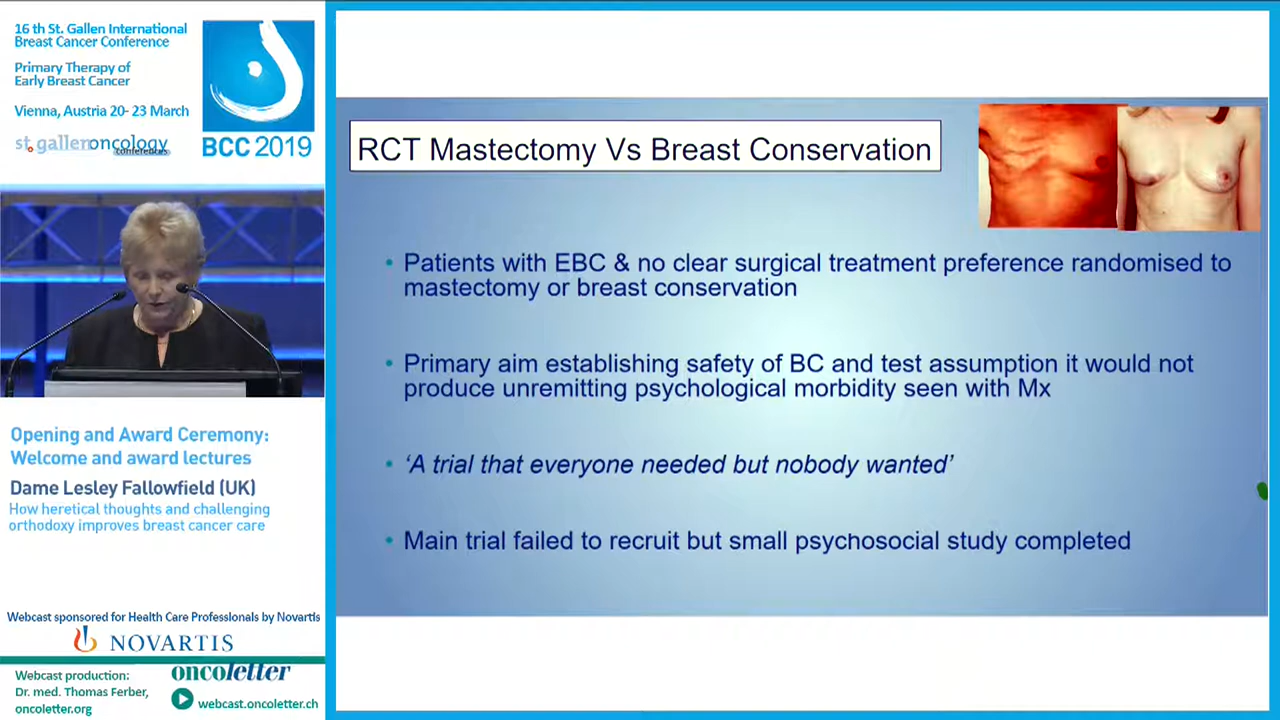 16 th St. Gallen International
Breast Cancer Conference
Primary Therapy of
Early Breast Cancer
Vienna, Austria 20- 23 March
st.gallenoncology
conferences
BCC 2019
RCT Mastectomy Vs Breast Conservation
• Patients with EBC & no clear surgical treatment preference randomised to
mastectomy or breast conservation
• Primary aim establishing safety of BC and test assumption it would not
produce unremitting psychological morbidity seen with Mx
• ‘A trial that everyone needed but nobody wanted’
• Main trial failed to recruit but small psychosocial study completed
Opening and Award Ceremony:
Welcome and award lectures
Dame Lesley Fallowfield (UK)
How heretical thoughts and challenging
orthodoxy improves breast cancer care
Webcast sponsored for Health Care Professionals by Novartis
NOVARTIS
Webcast production:
Dr. med. Thomas Ferber,
oncoletter.org
oncoletter
webcast.oncoletter.ch